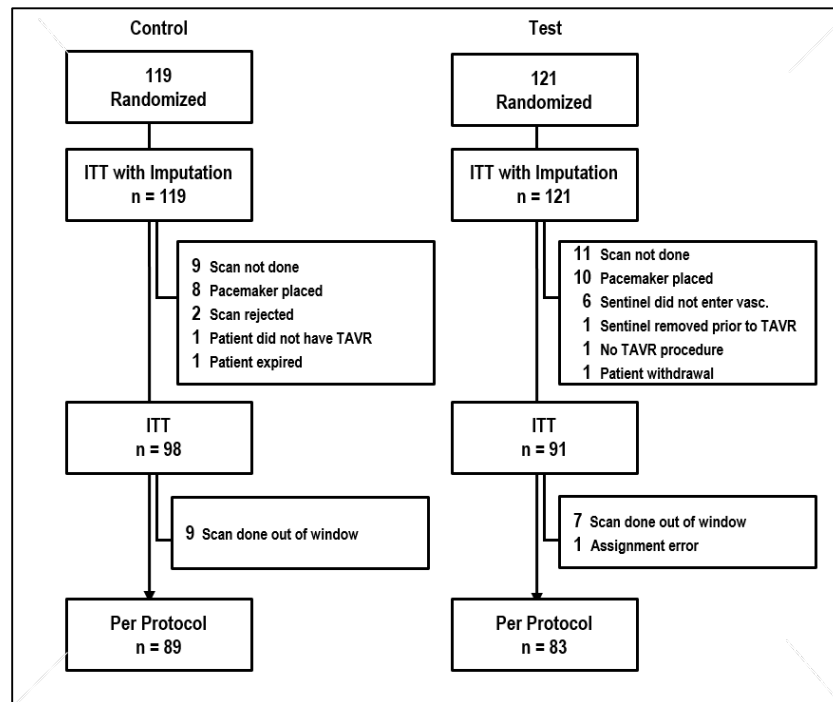 Control
119
Randomized
ITT with Imputation
n = 119
9 Scan not done
8 Pacemaker placed
2 Scan rejected
1 Patient did not have TAVR
1 Patient expired
ITT
n = 98
9 Scan done out of window
Per Protocol
n = 89
Test
121
Randomized
ITT with Imputation
n = 121
11 Scan not done
10 Pacemaker placed
6 Sentinel did not enter vasc.
1 Sentinel removed prior to TAVR
1 No TAVR procedure
1 Patient withdrawal
ITT
n = 91
7 Scan done out of window
1 Assignment error
Per Protocol
n = 83